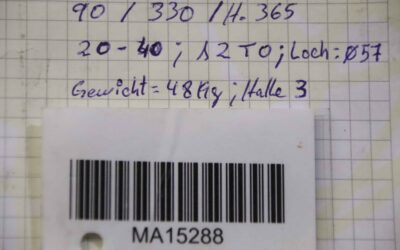 90 / 330 / H. 365
20-40 ; 12 TO ; Loch: Ø57
Gewicht = 48 Kg ; Halle 3
MA15288